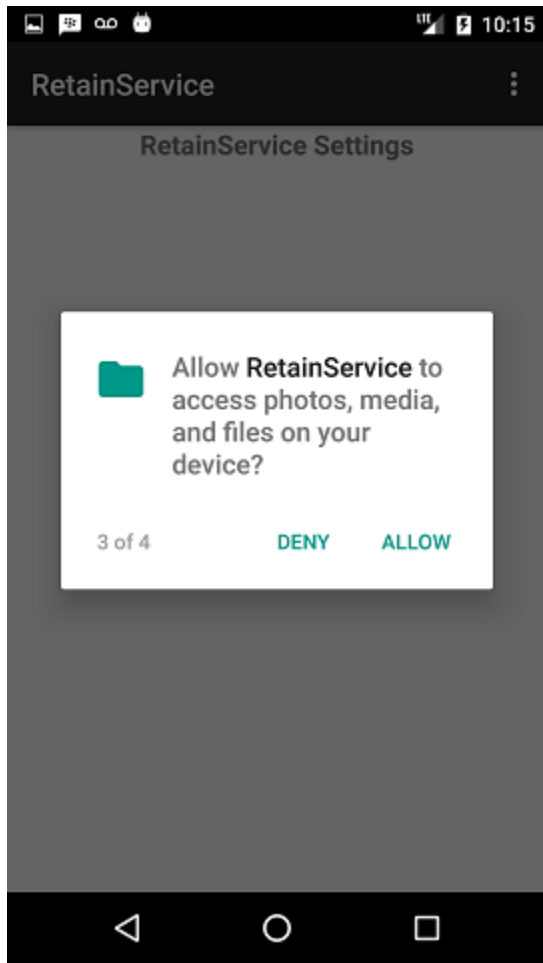 LTE 10:15
RetainService
RetainService Settings
Allow RetainService to
access photos, media,
and files on your
device?
3 of 4 DENY ALLOW